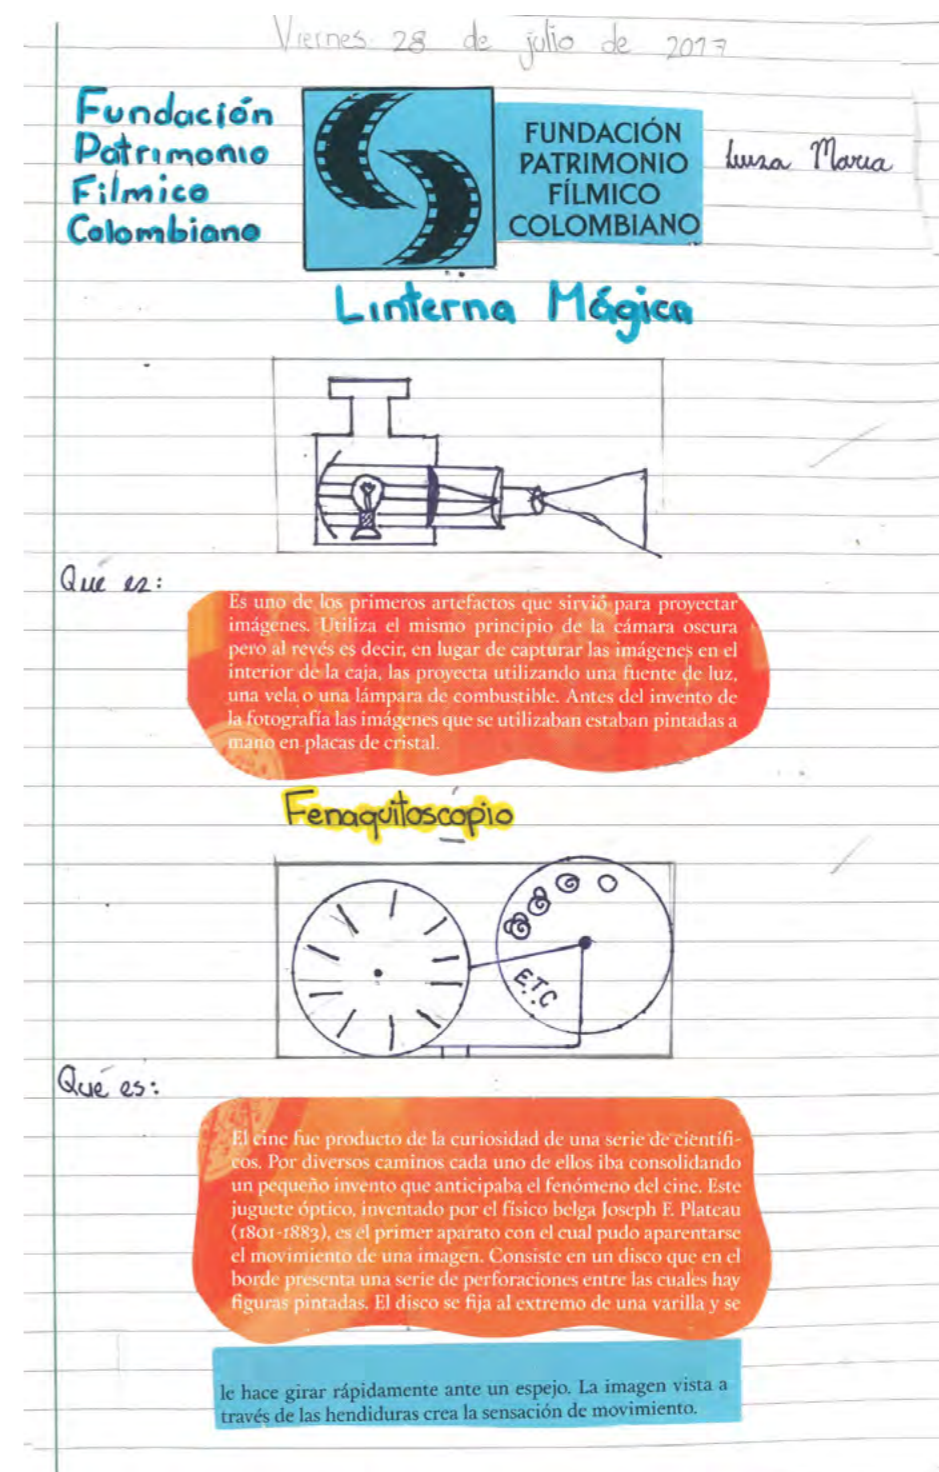 Viernes 28 de julio de 2017
Fundación
Patrimonio
Fílmico
Colombiano
FUNDACIÓN
PATRIMONIO
FÍLMICO
COLOMBIANO
Luisa Maria
Linterna Mágica
Qué es:
Es uno de los primeros artefactos que sirvió para proyectar
imágenes. Utiliza el mismo principio de la cámara oscura
pero al revés es decir, en lugar de capturar las imágenes en el
interior de la caja, las proyecta utilizando una fuente de luz,
una vela o una lámpara de combustible. Antes del invento de
la fotografía las imágenes que se utilizaban estaban pintadas a
mano en placas de cristal.
Fenaquitoscópio
E.T.C
Qué es:
El cine fue producto de la curiosidad de una serie de científi-
cos. Por diversos caminos cada uno de ellos iba consolidando
un pequeño invento que anticipaba el fenómeno del cine. Este
juguete óptico, inventado por el físico belga Joseph F. Plateau
(1801-1883), es el primer aparato con el cual pudo aparentarse
el movimiento de una imagen. Consiste en un disco que en el
borde presenta una serie de perforaciones entre las cuales hay
figuras pintadas. El disco se fija al extremo de una varilla y se
le hace girar rápidamente ante un espejo. La imagen vista a
través de las hendiduras crea la sensación de movimiento.